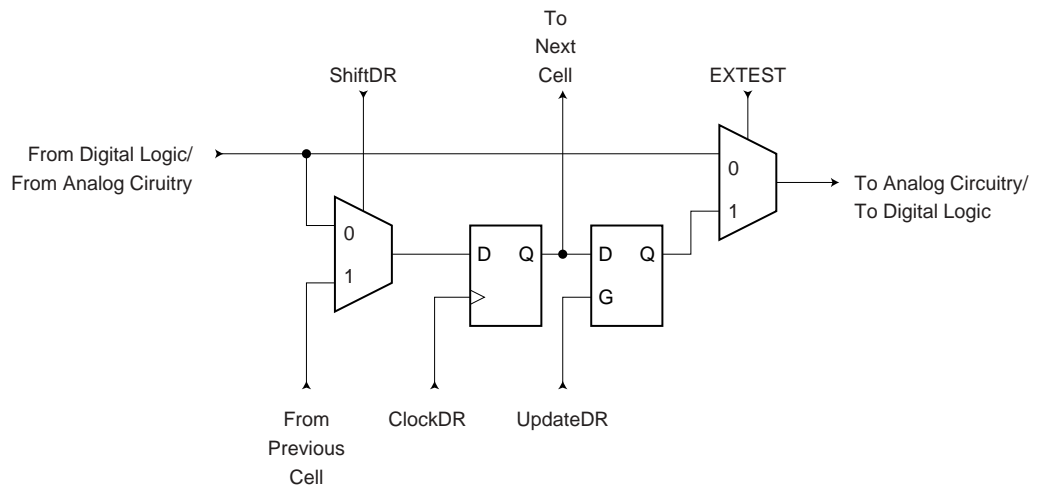 To
Next
Cell
ShiftDR
EXTEST
From Digital Logic/
From Analog Ciruitry
0
1
To Analog Circuitry/
To Digital Logic
0
1
D Q
D Q
G
From
Previous
Cell
ClockDR
UpdateDR